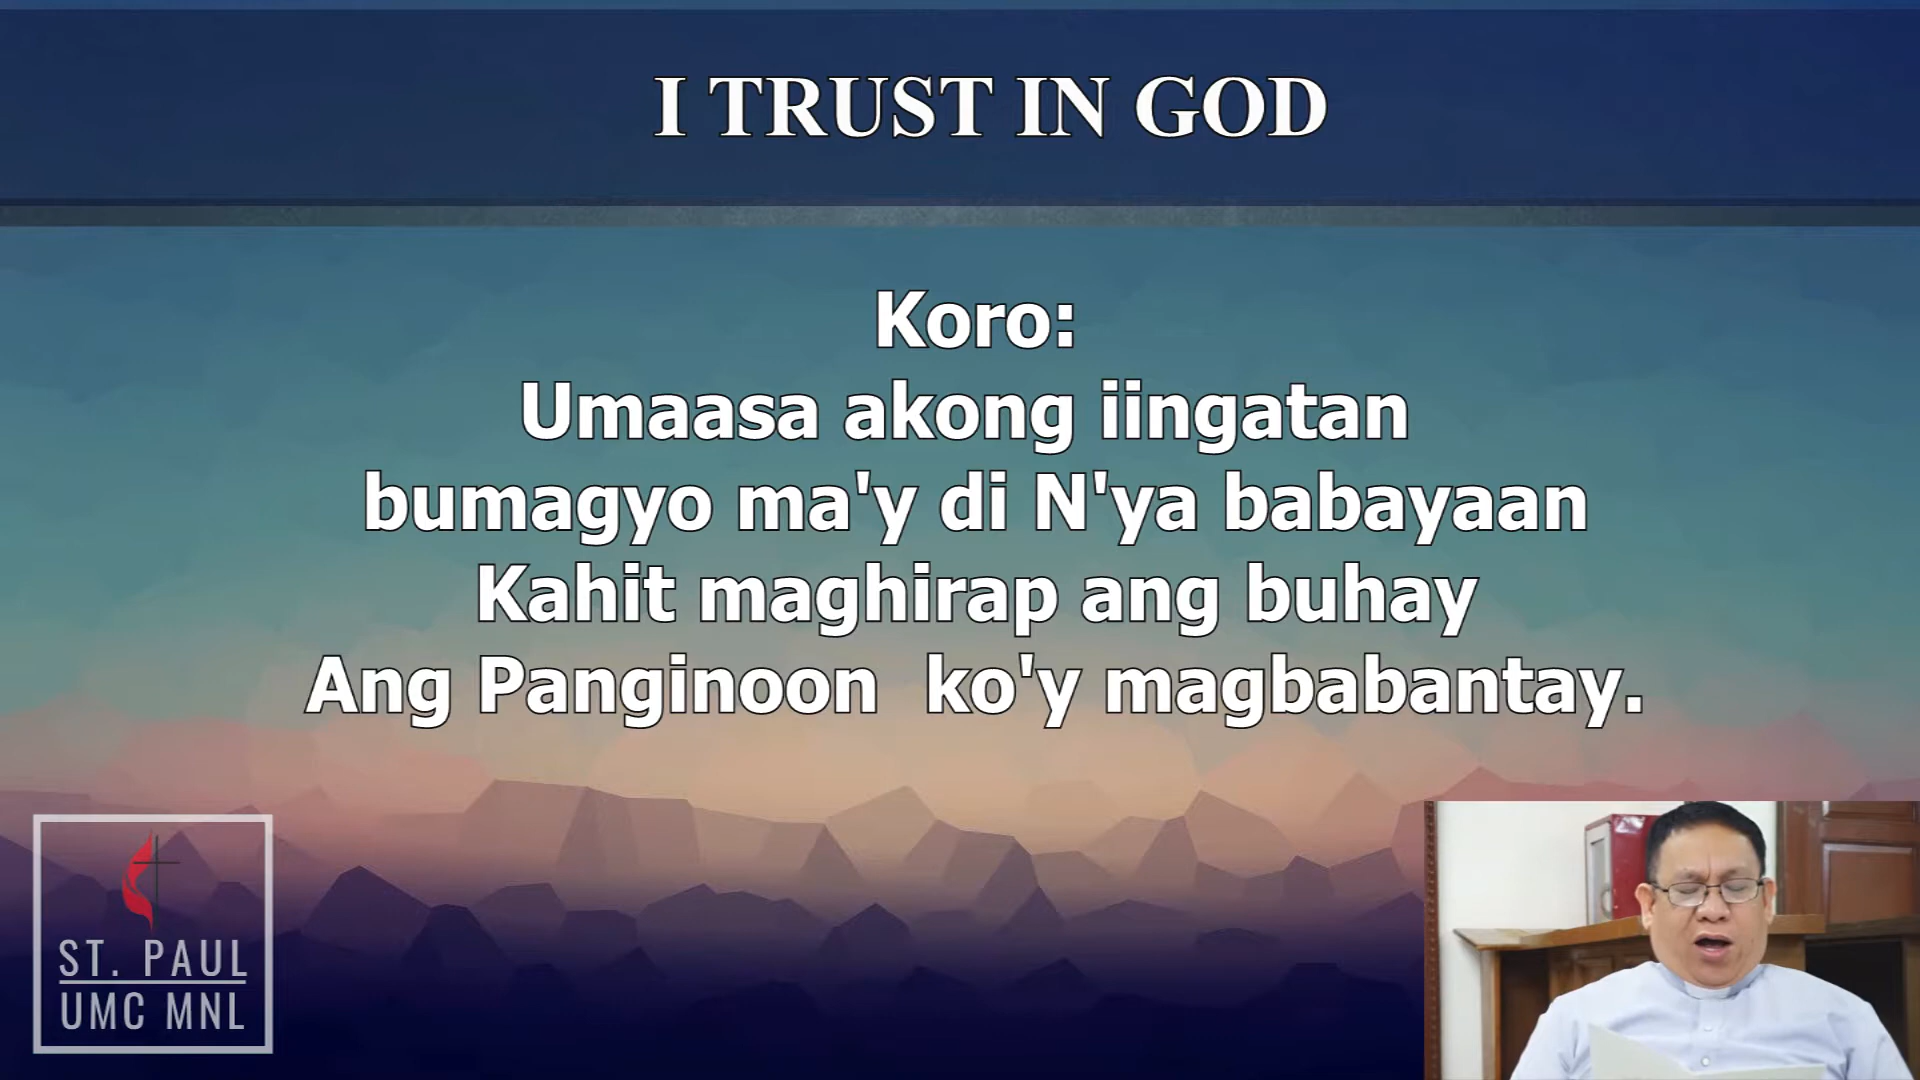 I TRUST IN GOD
Koro:
Umaasa akong iingatan
bumagyo ma'y di N'ya babayaan
Kahit maghirap ang buhay
Ang Panginoon ko'y magbabantay.
ST. PAUL
UMC MNL